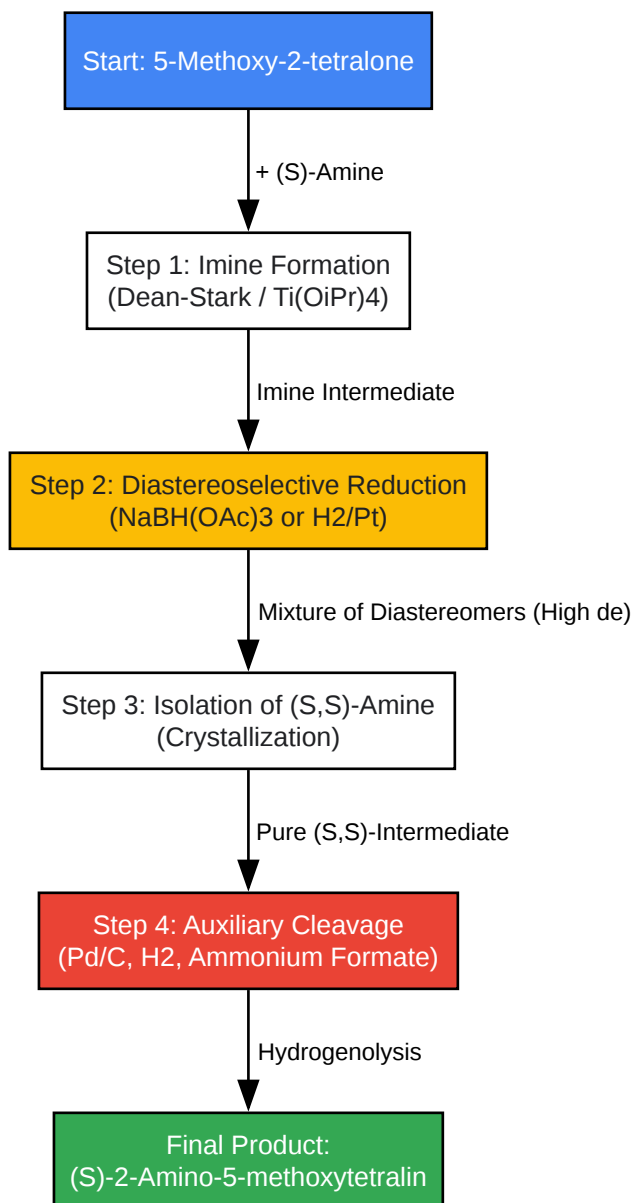 Start: 5-Methoxy-2-tetralone
+ (S)-Amine
Step 1: Imine Formation
(Dean-Stark / Ti(OiPr)4)
Imine Intermediate
Step 2: Diastereoselective Reduction
(NaBH(OAc)3 or H2/Pt)
Mixture of Diastereomers (High de)
Step 3: Isolation of (S,S)-Amine
(Crystallization)
Pure (S,S)-Intermediate
Step 4: Auxiliary Cleavage
(Pd/C, H2, Ammonium Formate)
Hydrogenolysis
Final Product:
(S)-2-Amino-5-methoxytetralin